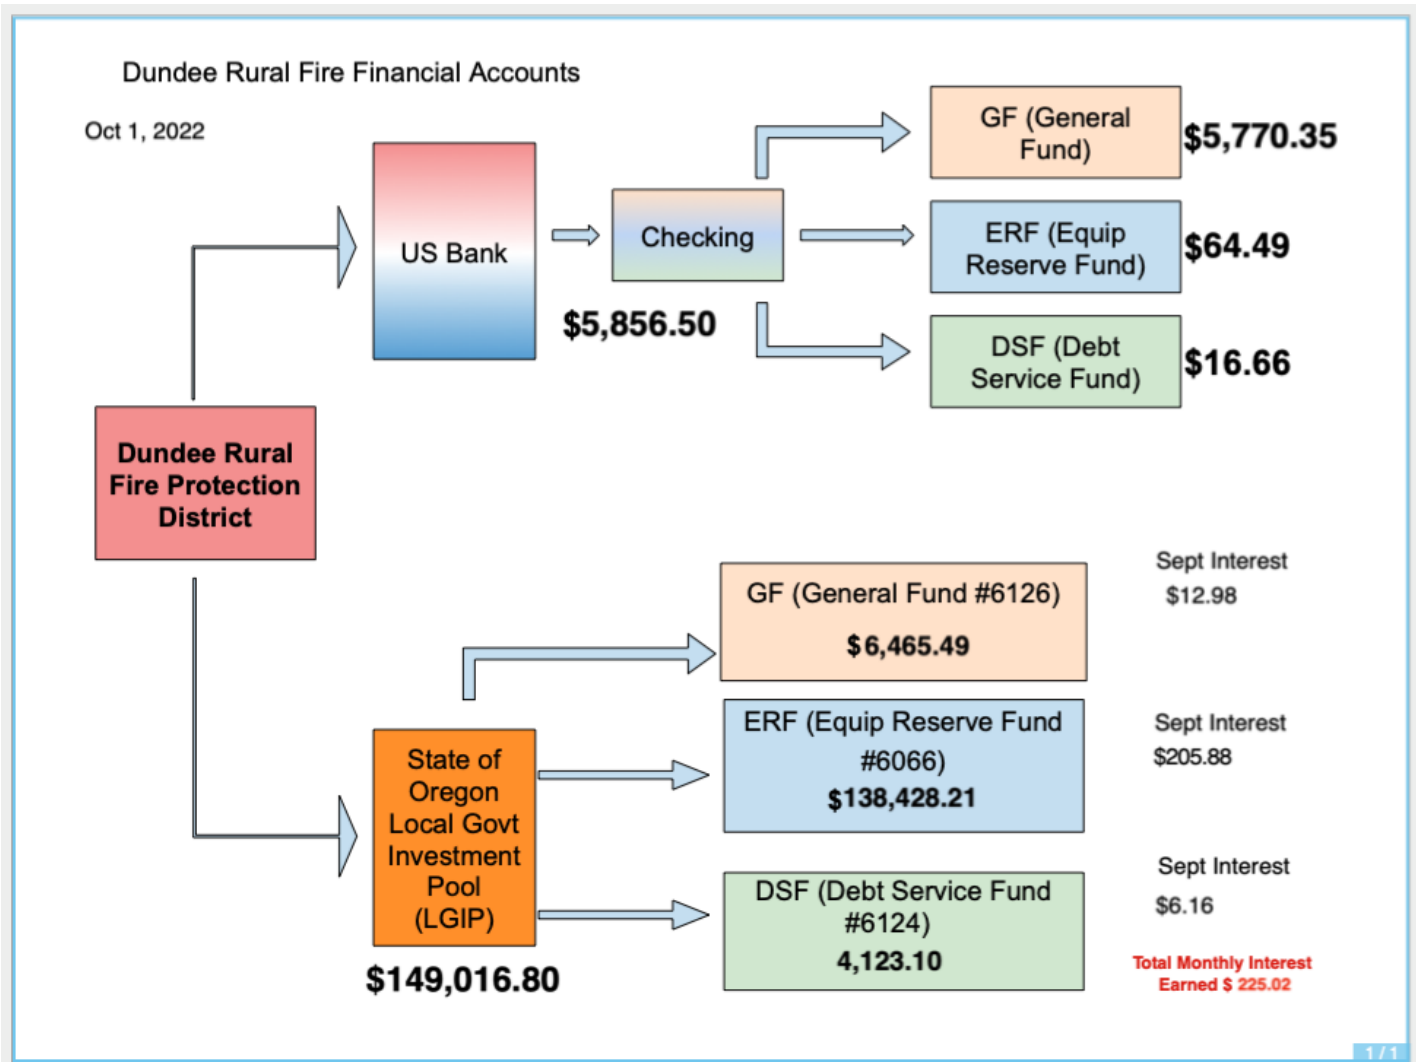 Dundee Rural Fire Financial Accounts
Oct 1, 2022
US Bank
Checking
$5,856.50
GF (General
Fund)
$5,770.35
ERF (Equip
Reserve Fund)
$64.49
DSF (Debt
Service Fund)
$16.66
Dundee Rural
Fire Protection
District
State of
Oregon
Local Govt
Investment
Pool
(LGIP)
$149,016.80
GF (General Fund #6126)
$6,465.49
Sept Interest
$12.98
ERF (Equip Reserve Fund
#6066)
$138,428.21
Sept Interest
$205.88
DSF (Debt Service Fund
#6124)
4,123.10
Sept Interest
$6.16
Total Monthly Interest
Earned $ 225.02
1 / 1